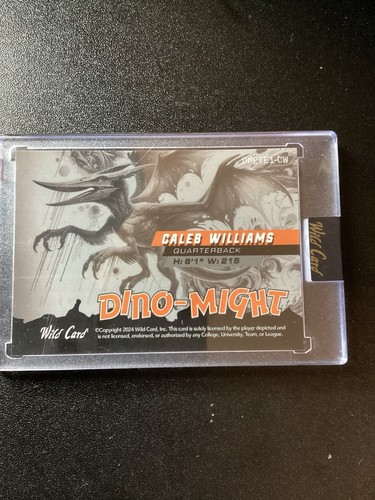 CALEB WILLIAMS
QUARTERBACK
H: 6'1" W: 215
DINO-MIGHT
Wild Card
©Copyright 2024 Wild Card, Inc. This card is solely licensed by the player depicted and
is not licensed, endorsed, or authorized by any College, University, Team, or League.
Wild Card